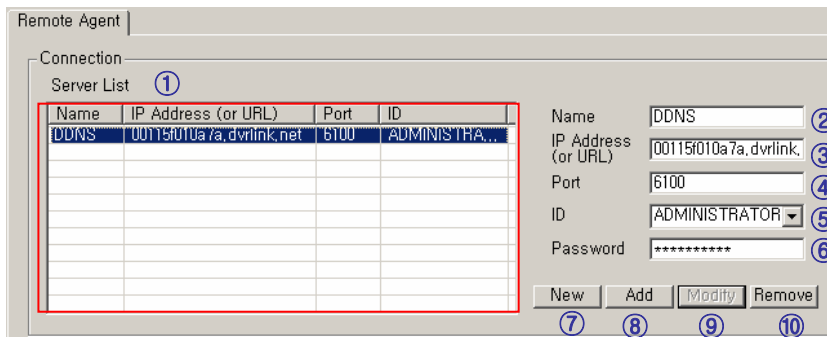 Remote Agent
Connection
Server List ①
Name IP Address (or URL) Port ID
DDNS 00115f010a7a.dvrlink.net 6100 ADMINISTRA...
Name DDNS ②
IP Address (or URL) 00115f010a7a.dvrlink. ③
Port 6100 ④
ID ADMINISTRATOR ⑤
Password ********** ⑥
New Add Modify Remove
⑦ ⑧ ⑨ ⑩